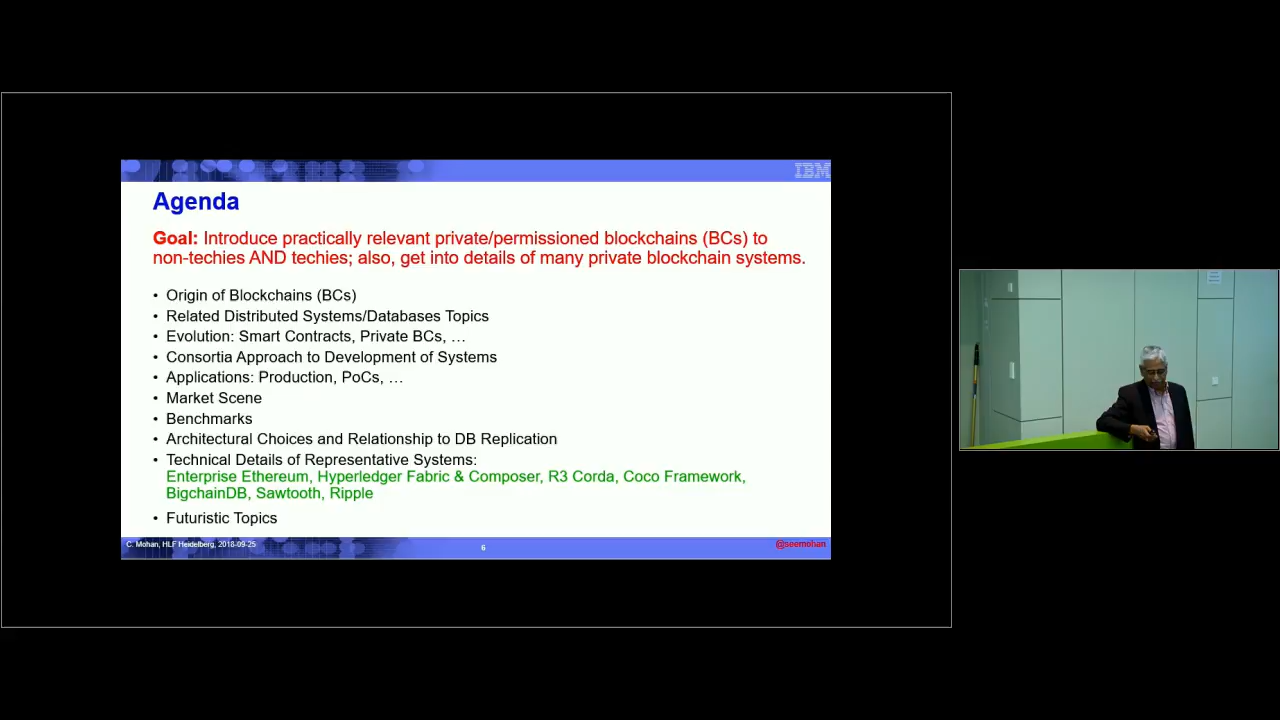 IBM
Agenda
Goal: Introduce practically relevant private/permissioned blockchains (BCs) to
non-techies AND techies; also, get into details of many private blockchain systems.
• Origin of Blockchains (BCs)
• Related Distributed Systems/Databases Topics
• Evolution: Smart Contracts, Private BCs, …
• Consortia Approach to Development of Systems
• Applications: Production, PoCs, …
• Market Scene
• Benchmarks
• Architectural Choices and Relationship to DB Replication
• Technical Details of Representative Systems:
Enterprise Ethereum, Hyperledger Fabric & Composer, R3 Corda, Coco Framework,
BigchainDB, Sawtooth, Ripple
• Futuristic Topics
C. Mohan, HLF Heidelberg, 2018-09-25
6
@seemohan